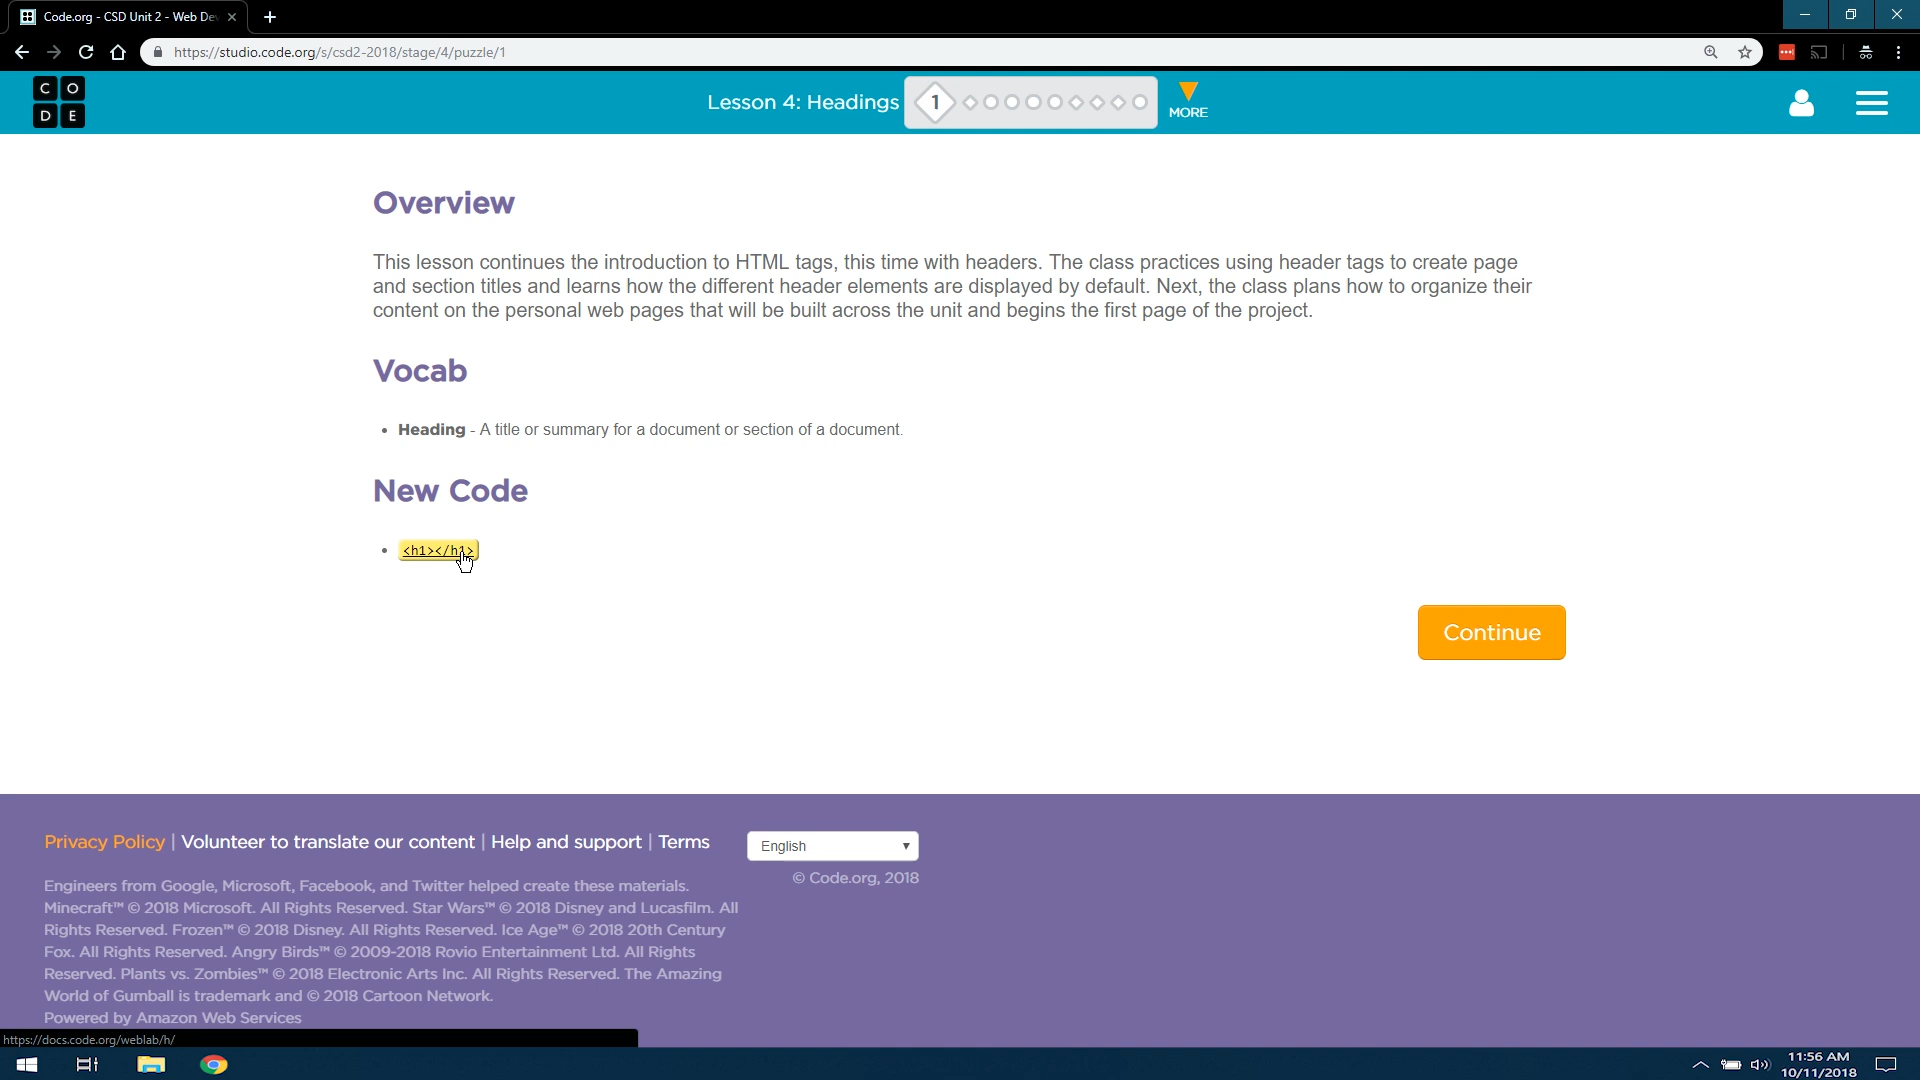 Code.org - CSD Unit 2 - Web De
https://studio.code.org/s/csd2-2018/stage/4/puzzle/1
C O
D E
Lesson 4: Headings
1
MORE
Overview
This lesson continues the introduction to HTML tags, this time with headers. The class practices using header tags to create page
and section titles and learns how the different header elements are displayed by default. Next, the class plans how to organize their
content on the personal web pages that will be built across the unit and begins the first page of the project.
Vocab
• Heading - A title or summary for a document or section of a document.
New Code
• <h1></h1>
Continue
Privacy Policy | Volunteer to translate our content | Help and support | Terms
English
© Code.org, 2018
Engineers from Google, Microsoft, Facebook, and Twitter helped create these materials.
Minecraft™ © 2018 Microsoft. All Rights Reserved. Star Wars™ © 2018 Disney and Lucasfilm. All
Rights Reserved. Frozen™ © 2018 Disney. All Rights Reserved. Ice Age™ © 2018 20th Century
Fox. All Rights Reserved. Angry Birds™ © 2009-2018 Rovio Entertainment Ltd. All Rights
Reserved. Plants vs. Zombies™ © 2018 Electronic Arts Inc. All Rights Reserved. The Amazing
World of Gumball is trademark and © 2018 Cartoon Network.
Powered by Amazon Web Services
https://docs.code.org/weblab/h/
11:56 AM
10/11/2018